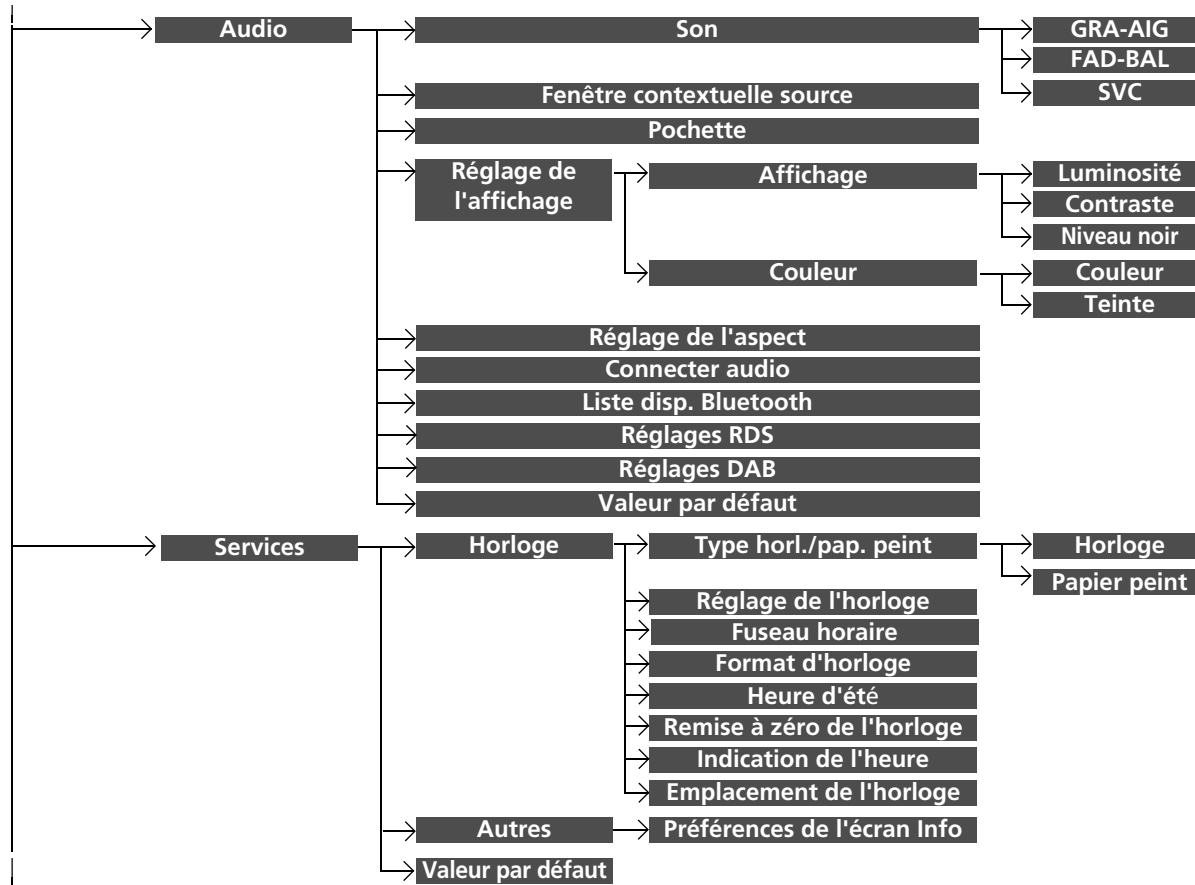 Audio
Son
GRA-AIG
FAD-BAL
SVC
Fenêtre contextuelle source
Pochette
Réglage de
l'affichage
Affichage
Luminosité
Contraste
Niveau noir
Couleur
Couleur
Teinte
Réglage de l'aspect
Connecter audio
Liste disp. Bluetooth
Réglages RDS
Réglages DAB
Valeur par défaut
Services
Horloge
Type horl./pap. peint
Horloge
Papier peint
Réglage de l'horloge
Fuseau horaire
Format d'horloge
Heure d'été
Remise à zéro de l'horloge
Indication de l'heure
Emplacement de l'horloge
Autres
Préférences de l'écran Info
Valeur par défaut